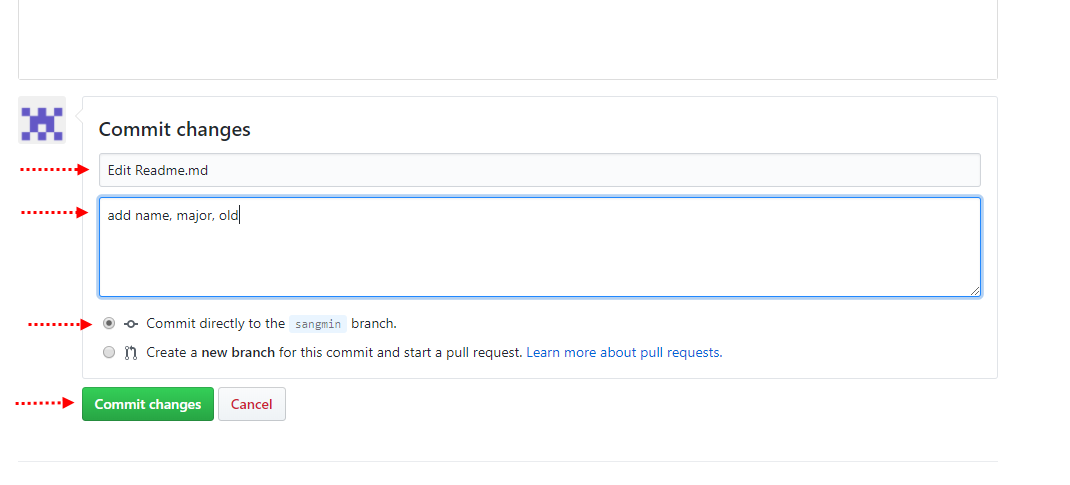 Commit changes
Edit Readme.md
add name, major, old
Commit directly to the sangmin branch.
Create a new branch for this commit and start a pull request. Learn more about pull requests.
Commit changes Cancel